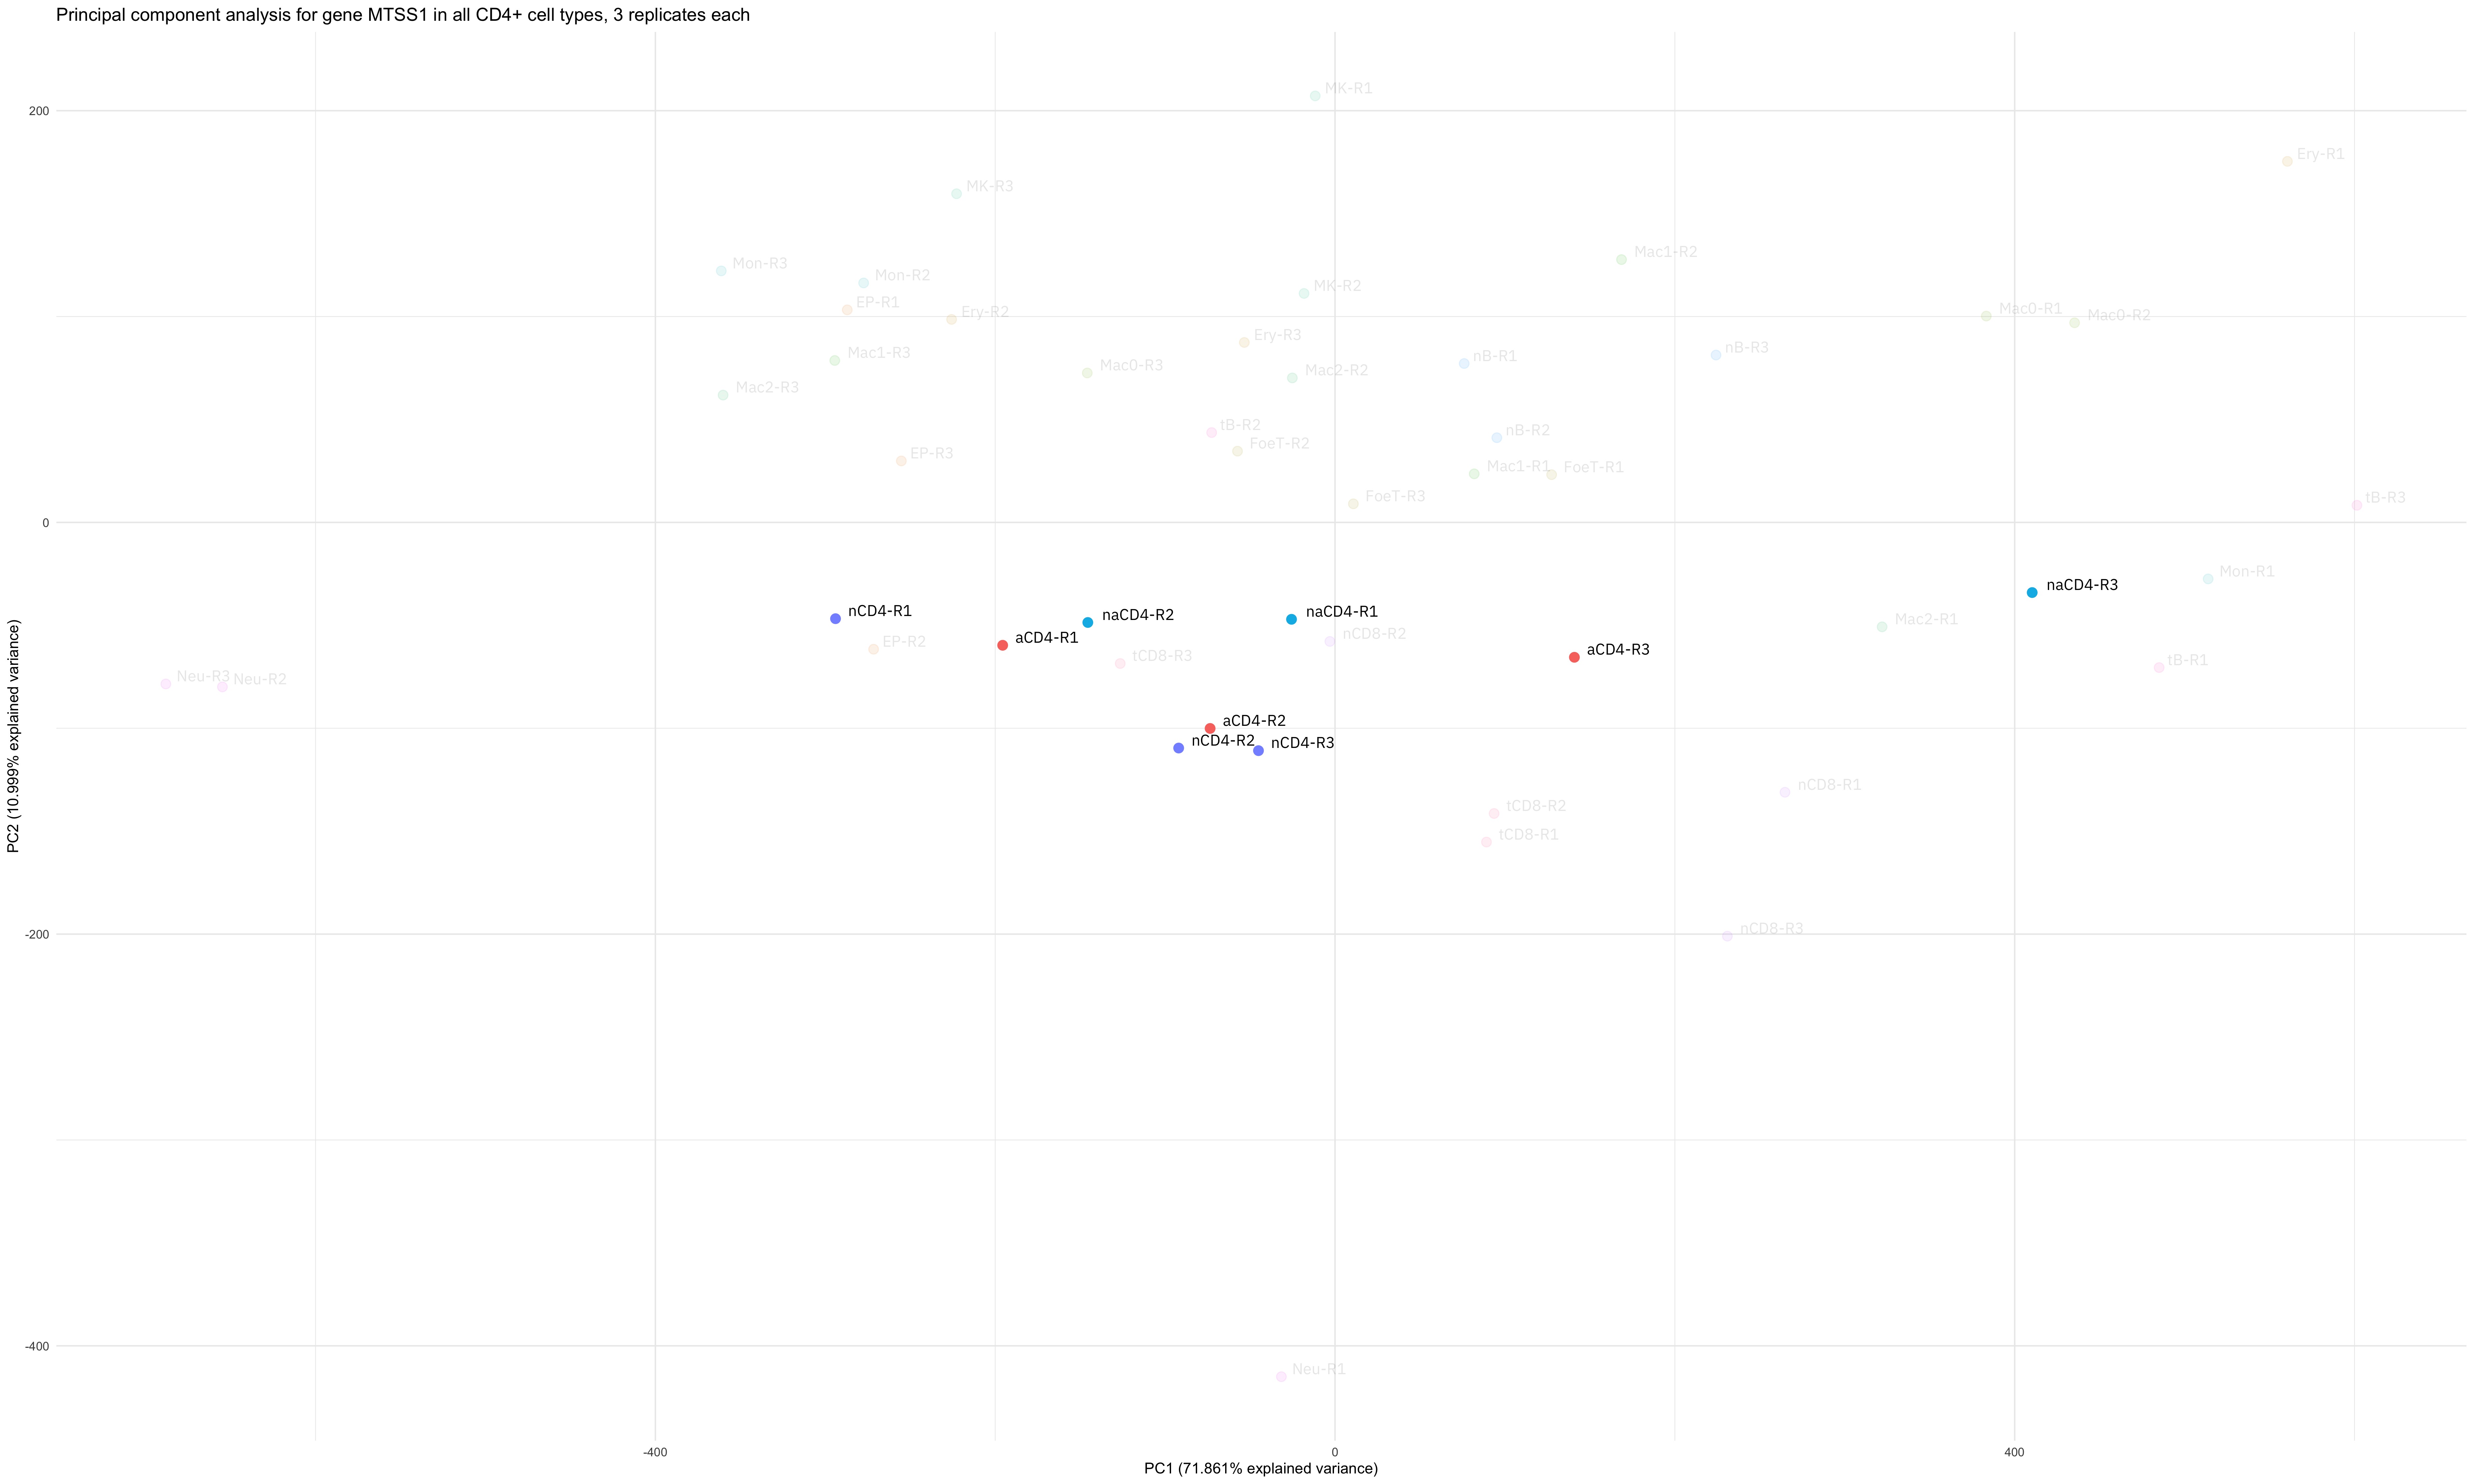 Principal component analysis for gene MTSS1 in all CD4+ cell types, 3 replicates each
MK-R1
200
Ery-R1
MK-R3
Mac1-R2
Mon-R3
Mon-R2
MK-R2
EP-R1
Mac0-R1
Ery-R2
Mac0-R2
Ery-R3
nB-R3
Mac1-R3
nB-R1
Mac0-R3
Mac2-R2
Mac2-R3
tB-R2
nB-R2
FoeT-R2
EP-R3
Mac1-R1
FoeT-R1
FoeT-R3
tB-R3
0
Mon-R1
naCD4-R3
nCD4-R1
naCD4-R2
naCD4-R1
Mac2-R1
nCD8-R2
aCD4-R1
EP-R2
aCD4-R3
tCD8-R3
tB-R1
Neu-R3
Neu-R2
aCD4-R2
nCD4-R2
nCD4-R3
PC2 (10.999% explained variance)
nCD8-R1
tCD8-R2
tCD8-R1
nCD8-R3
-200
-400
Neu-R1
-400
0
400
PC1 (71.861% explained variance)